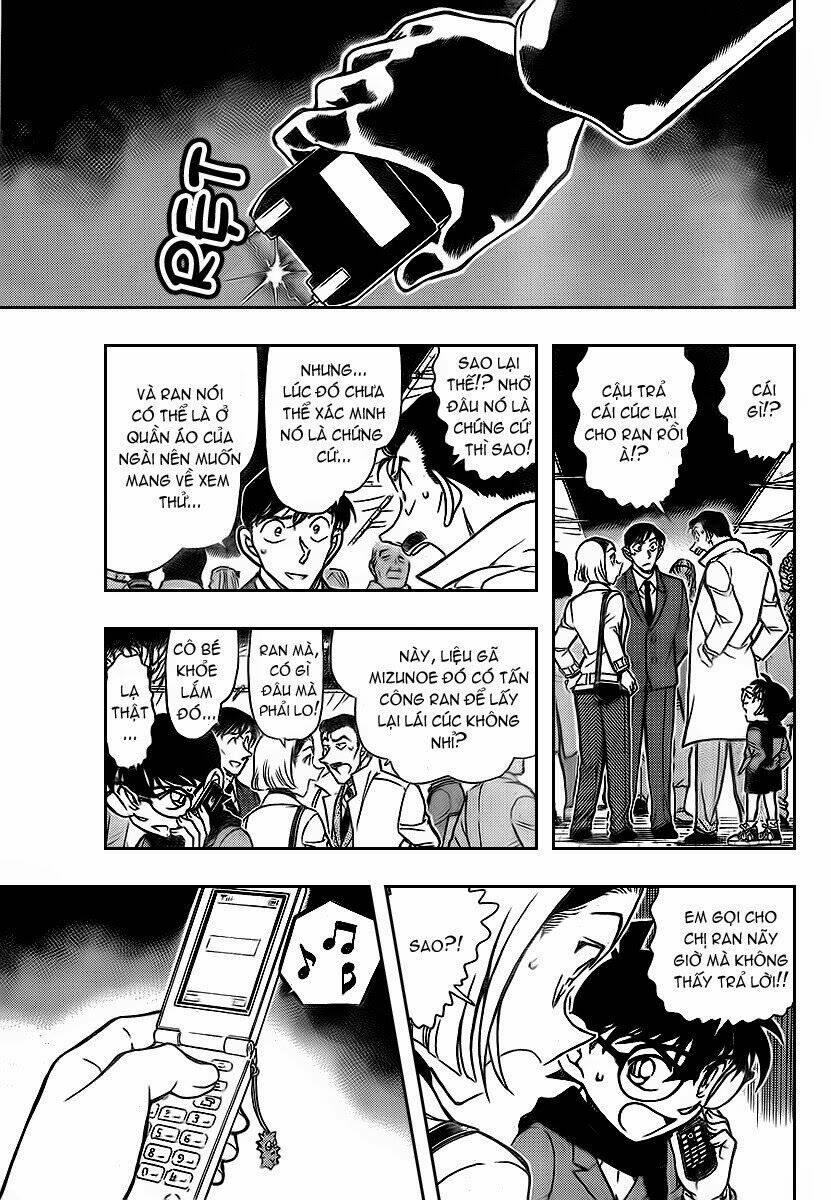 RẸT
CÁI
GÌ!?
CẬU TRẢ
CÁI CÚC LẠI
CHO RAN RỒI
À!?
SAO LẠI
THẾ!? NHỠ
ĐÂU NÓ LÀ
CHỨNG CỨ
THÌ SAO!
NHƯNG...
LÚC ĐÓ CHƯA
THỂ XÁC MINH
NÓ LÀ CHỨNG
CỨ...
VÀ RAN NÓI
CÓ THỂ LÀ Ở
QUẦN ÁO CỦA
NGÀI NÊN MUỐN
MANG VỀ XEM
THỬ...
NÀY, LIỆU GÃ
MIZUNOE ĐÓ CÓ TẤN
CÔNG RAN ĐỂ LẤY
LẠI LÁI CÚC KHÔNG
NHỈ?
RAN MÀ,
CÓ GÌ
ĐÂU MÀ
PHẢI LO!
CÔ BÉ
KHỎE
LẮM
ĐÓ...
LẠ
THẬT...
EM GỌI CHO
CHỊ RAN NÃY
GIỜ MÀ KHÔNG
THẤY TRẢ LỜI!!
SAO?!